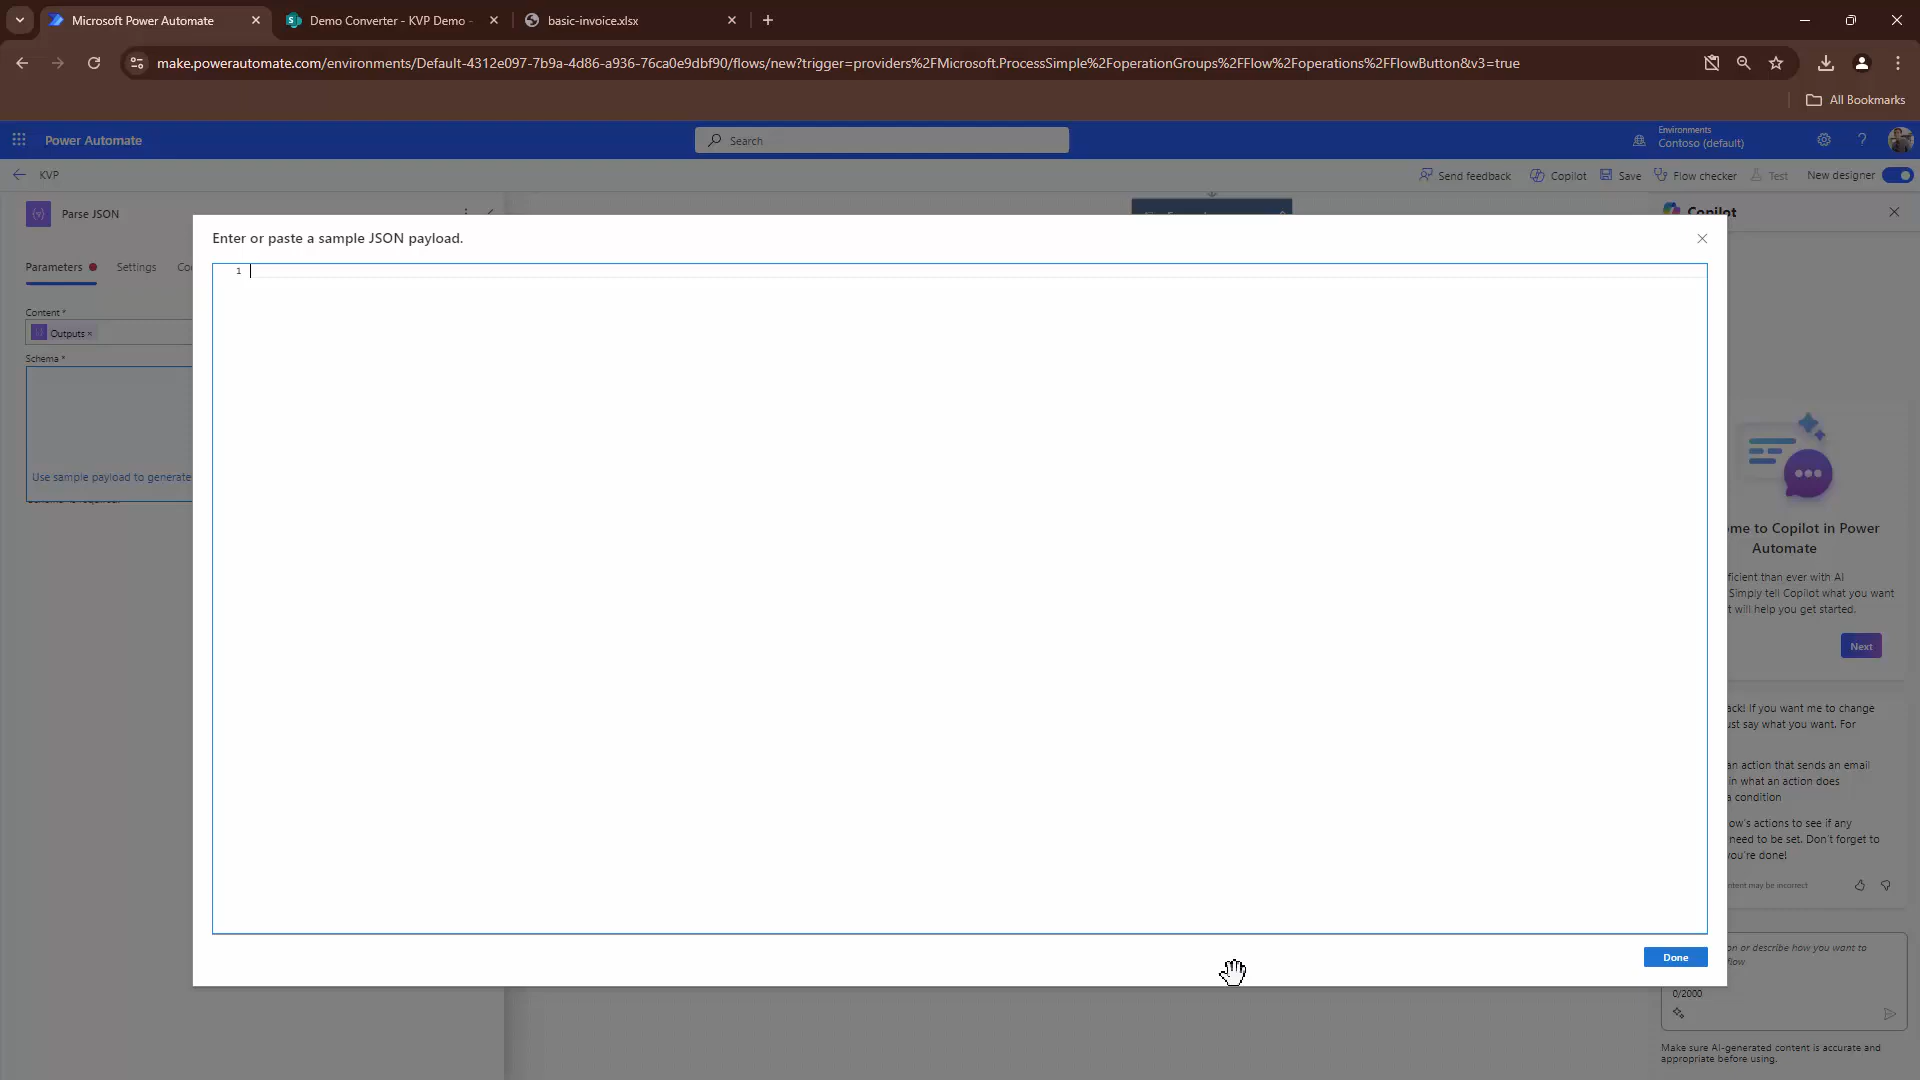 Microsoft Power Automate
Demo Converter - KVP Demo -
basic-invoice.xlsx
make.powerautomate.com/environments/Default-4312e097-7b9a-4d86-a936-76ca0e9dbf90/flows/new?trigger=providers%2FMicrosoft.ProcessSimple%2FoperationGroups%2FFlow%2Foperations%2FFlowButton&v3=true
All Bookmarks
Power Automate
Search
Environments
Contoso (default)
KVP
Send feedback
Copilot
Save
Flow checker
Test
New designer
Parse JSON
Copilot
Enter or paste a sample JSON payload.
1
Parameters
Settings
Co
Content *
Outputs ×
Schema *
Use sample payload to generate
me to Copilot in Power
Automate
ficient than ever with AI
Simply tell Copilot what you want
t will help you get started.
Next
ack! If you want me to change
ust say what you want. For
an action that sends an email
in what an action does
a condition
ow's actions to see if any
need to be set. Don't forget to
you're done!
ntent may be incorrect
on or describe how you want to
flow
Done
0/2000
Make sure AI-generated content is accurate and
appropriate before using.